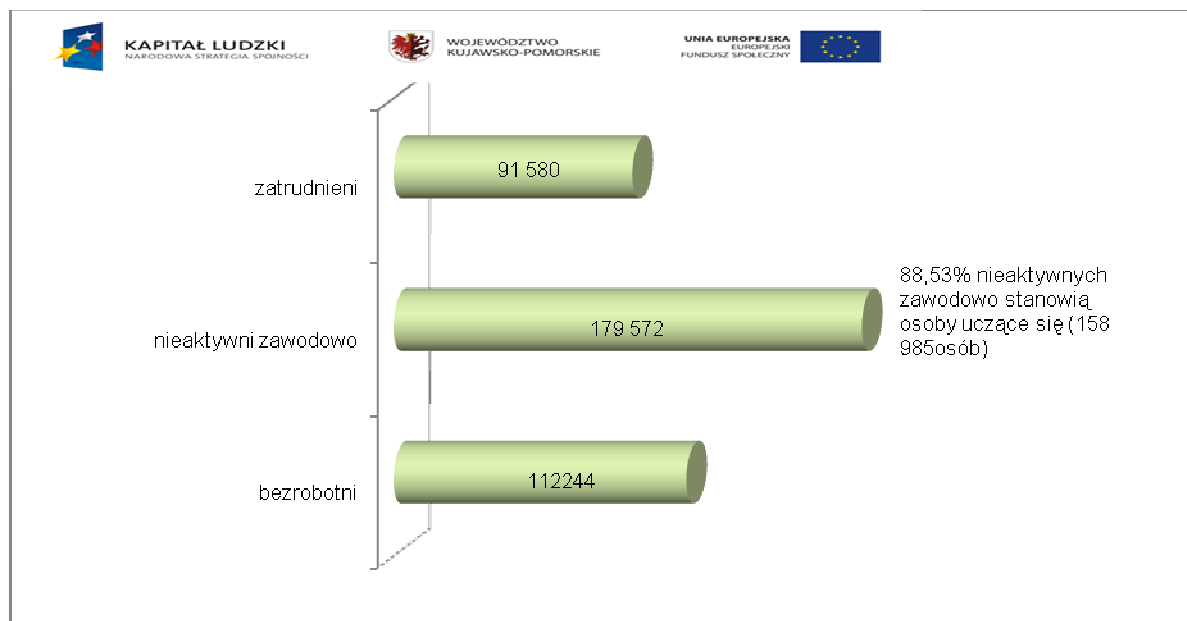 KAPITAŁ LUDZKI
NARODOWA STRATEGIA SPÓJNOŚCI
WOJEWÓDZTWO
KUJAWSKO-POMORSKIE
UNIA EUROPEJSKA
EUROPEJSKI
FUNDUSZ SPOŁECZNY
zatrudnieni
91 580
nieaktywni zawodowo
179 572
88,53% nieaktywnych
zawodowo stanowią
osoby uczące się (158
985osób)
bezrobotni
112244